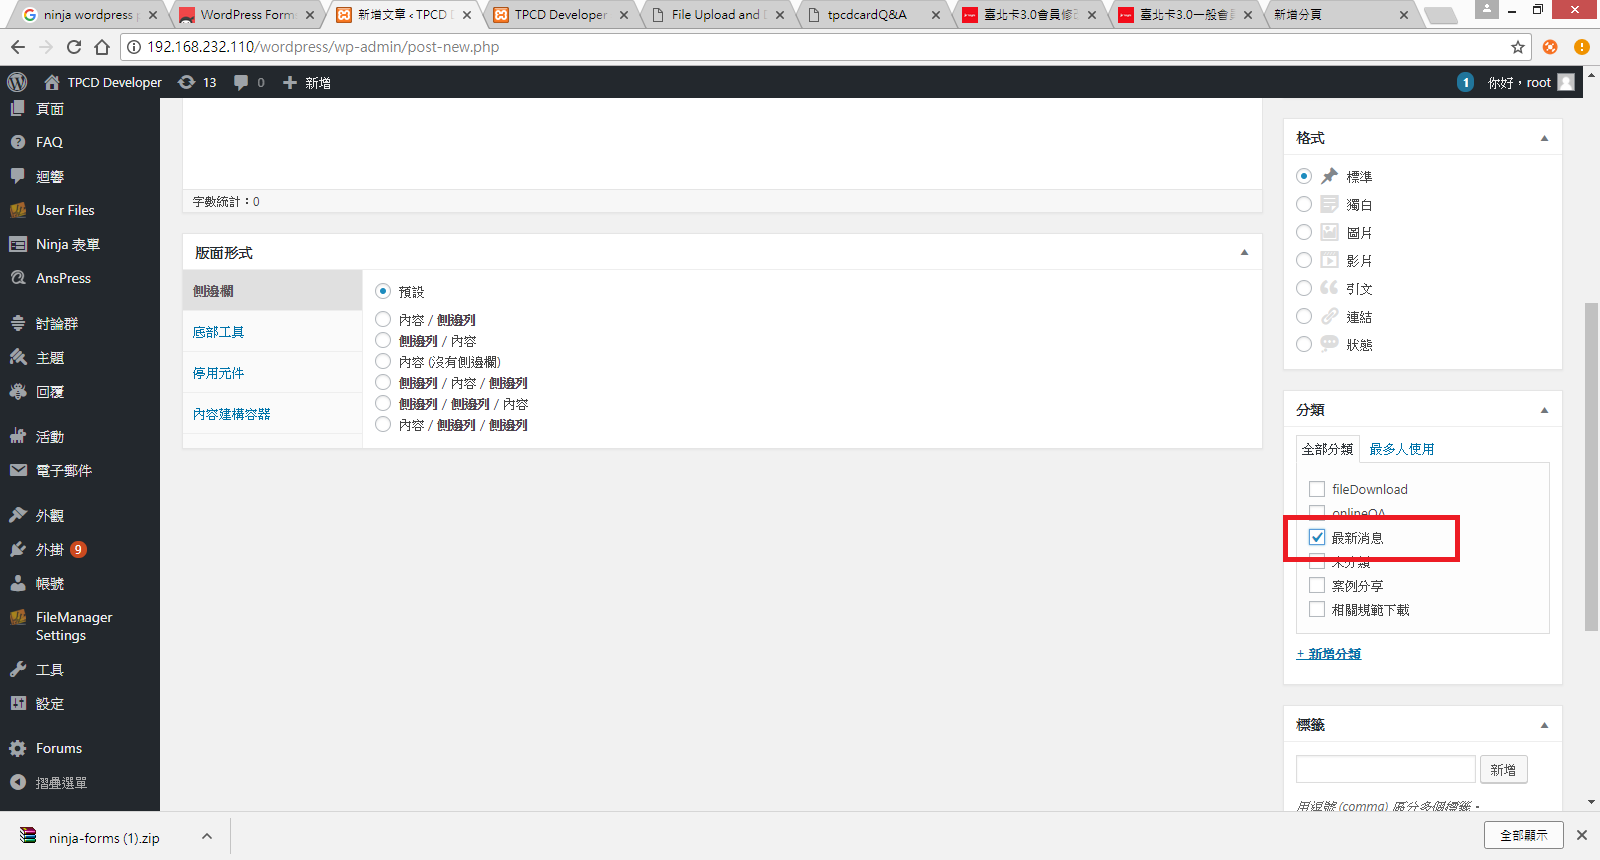 ninja wordpress p
WordPress Forms
新增文章 ‹ TPCD D
TPCD Developer
File Upload and D
tpcdcardQ&A
臺北卡3.0會員修改
臺北卡3.0一般會員
新增分頁
192.168.232.110/wordpress/wp-admin/post-new.php
TPCD Developer
13
0
新增
1
你好，root
頁面
FAQ
迴響
User Files
Ninja 表單
AnsPress
討論群
主題
回覆
活動
電子郵件
外觀
外掛 9
帳號
FileManager
Settings
工具
設定
Forums
摺疊選單
字數統計：0
版面形式
側邊欄
底部工具
停用元件
內容建構容器
預設
內容 / 側邊列
側邊列 / 內容
內容 (沒有側邊欄)
側邊列 / 內容 / 側邊列
側邊列 / 側邊列 / 內容
內容 / 側邊列 / 側邊列
格式
標準
獨白
圖片
影片
引文
連結
狀態
分類
全部分類
最多人使用
fileDownload
onlineQA
最新消息
未分類
案例分享
相關規範下載
+ 新增分類
標籤
新增
用逗號 (comma) 區分多個標籤。
ninja-forms (1).zip
全部顯示